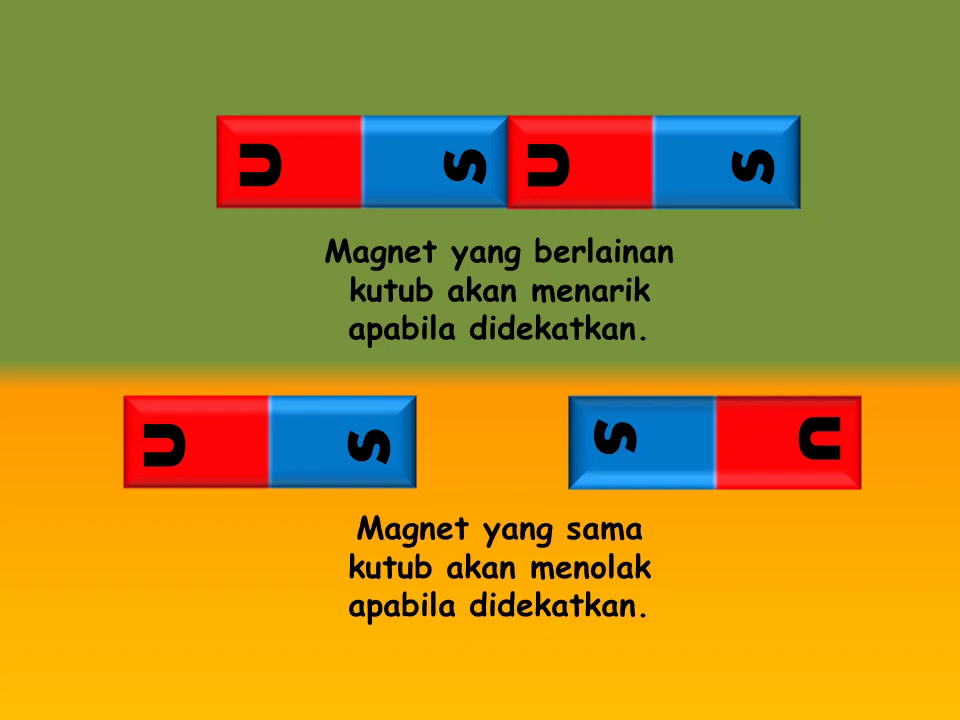 U S U S
Magnet yang berlainan
kutub akan menarik
apabila didekatkan.
U S S U
Magnet yang sama
kutub akan menolak
apabila didekatkan.